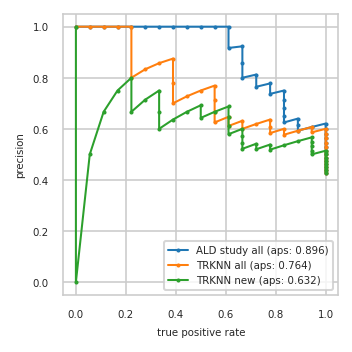 1.0
0.8
0.6
0.4
0.2
0.0
precision
ALD study all (aps: 0.896)
TRKNN all (aps: 0.764)
TRKNN new (aps: 0.632)
0.0 0.2 0.4 0.6 0.8 1.0
true positive rate